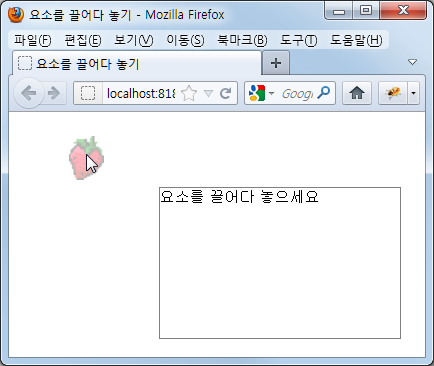 요소를 끌어다 놓기 - Mozilla Firefox
파일(F) 편집(E) 보기(V) 이동(S) 북마크(B) 도구(T) 도움말(H)
요소를 끌어다 놓기
localhost:818 Googl
요소를 끌어다 놓으세요